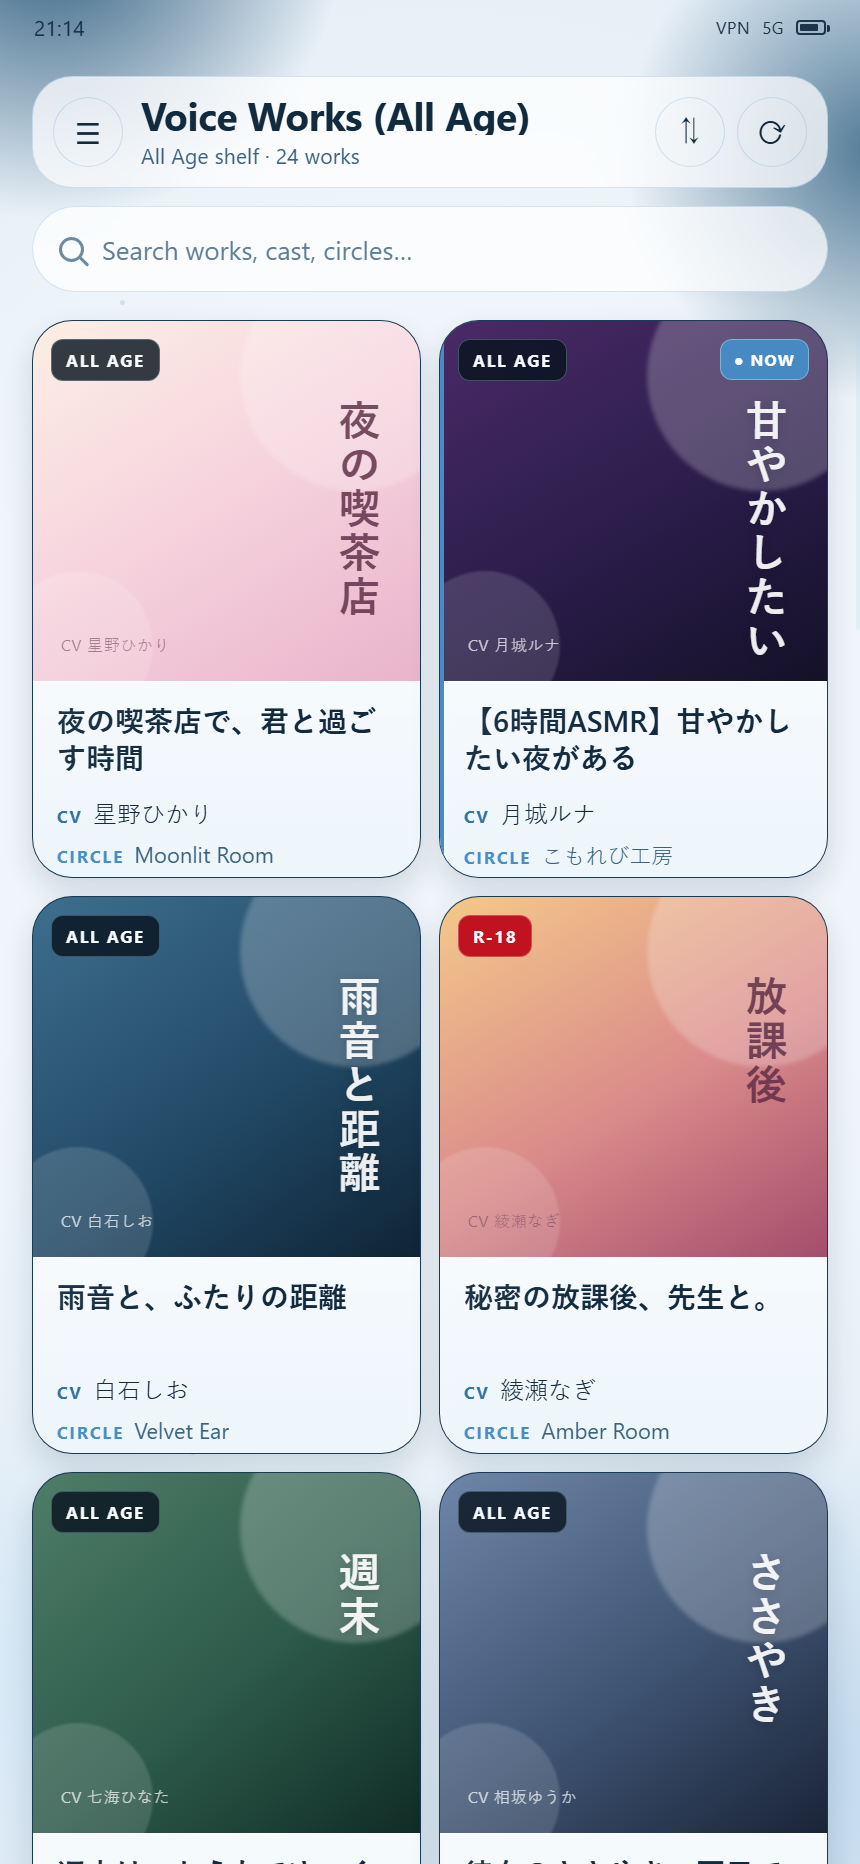 21:14
VPN 5G
Voice Works (All Age)
All Age shelf · 24 works
Search works, cast, circles...
ALL AGE
夜の喫茶店
CV 星野ひかり
夜の喫茶店で、君と過ご
す時間
CV 星野ひかり
CIRCLE Moonlit Room
ALL AGE
● NOW
甘やかしたい
CV 月城ルナ
【6時間ASMR】甘やかし
たい夜がある
CV 月城ルナ
CIRCLE こもれび工房
ALL AGE
雨音と距離
CV 白石しお
雨音と、ふたりの距離
CV 白石しお
CIRCLE Velvet Ear
R-18
放課後
CV 綾瀬なぎ
秘密の放課後、先生と。
CV 綾瀬なぎ
CIRCLE Amber Room
ALL AGE
週末
CV 七海ひなた
ALL AGE
ささやき
CV 相坂ゆうか